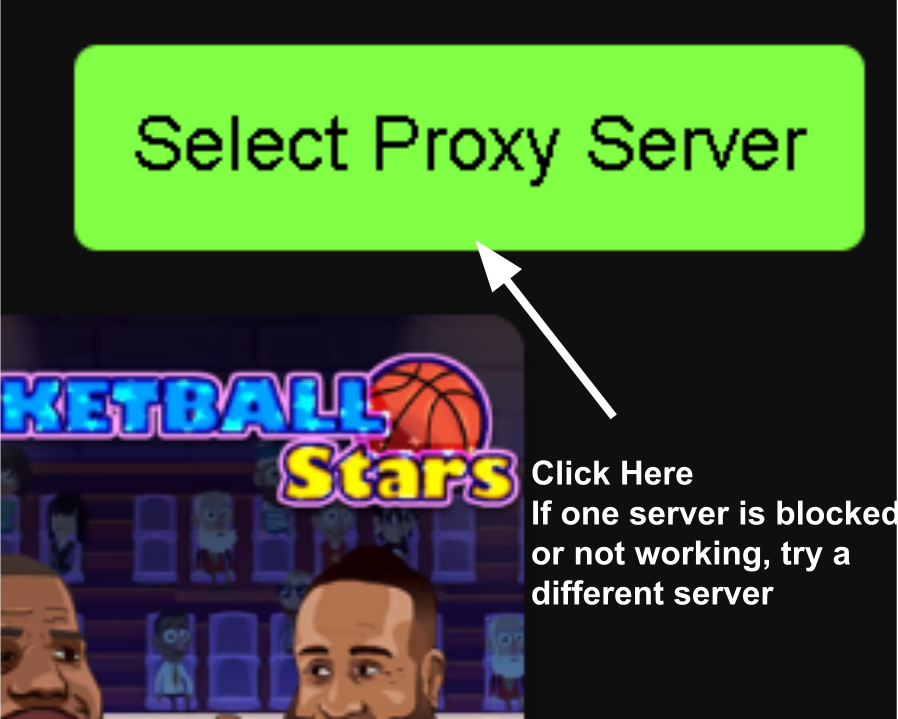 Select Proxy Server
KETBALL
Stars
Click Here
If one server is blocked
or not working, try a
different server